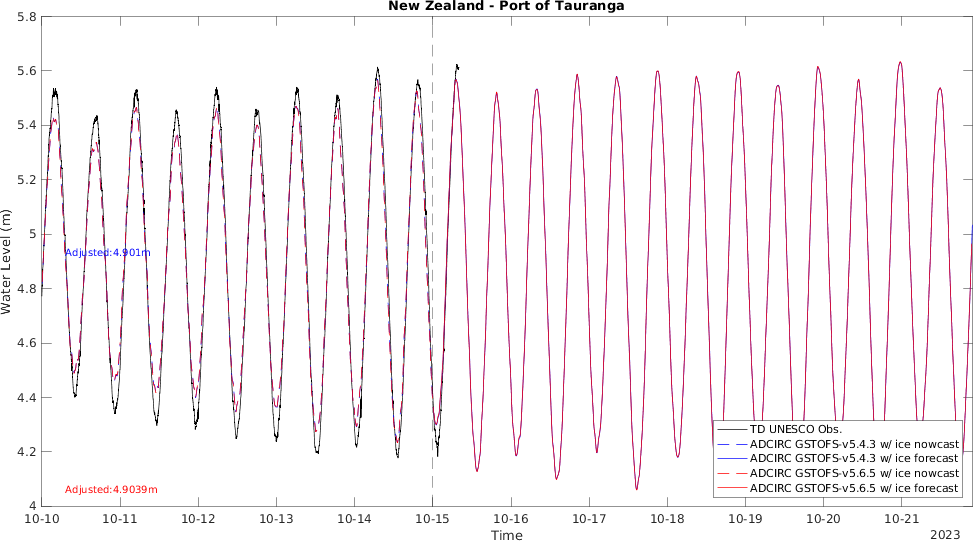 New Zealand - Port of Tauranga
5.8
5.6
5.4
5.2
5
4.8
4.6
4.4
4.2
4
Water Level (m)
Adjusted:4.901m
Adjusted:4.9039m
TD UNESCO Obs.
ADCIRC GSTOFS-v5.4.3 w/ ice nowcast
ADCIRC GSTOFS-v5.4.3 w/ ice forecast
ADCIRC GSTOFS-v5.6.5 w/ ice nowcast
ADCIRC GSTOFS-v5.6.5 w/ ice forecast
10-10 10-11 10-12 10-13 10-14 10-15 10-16 10-17 10-18 10-19 10-20 10-21
Time
2023